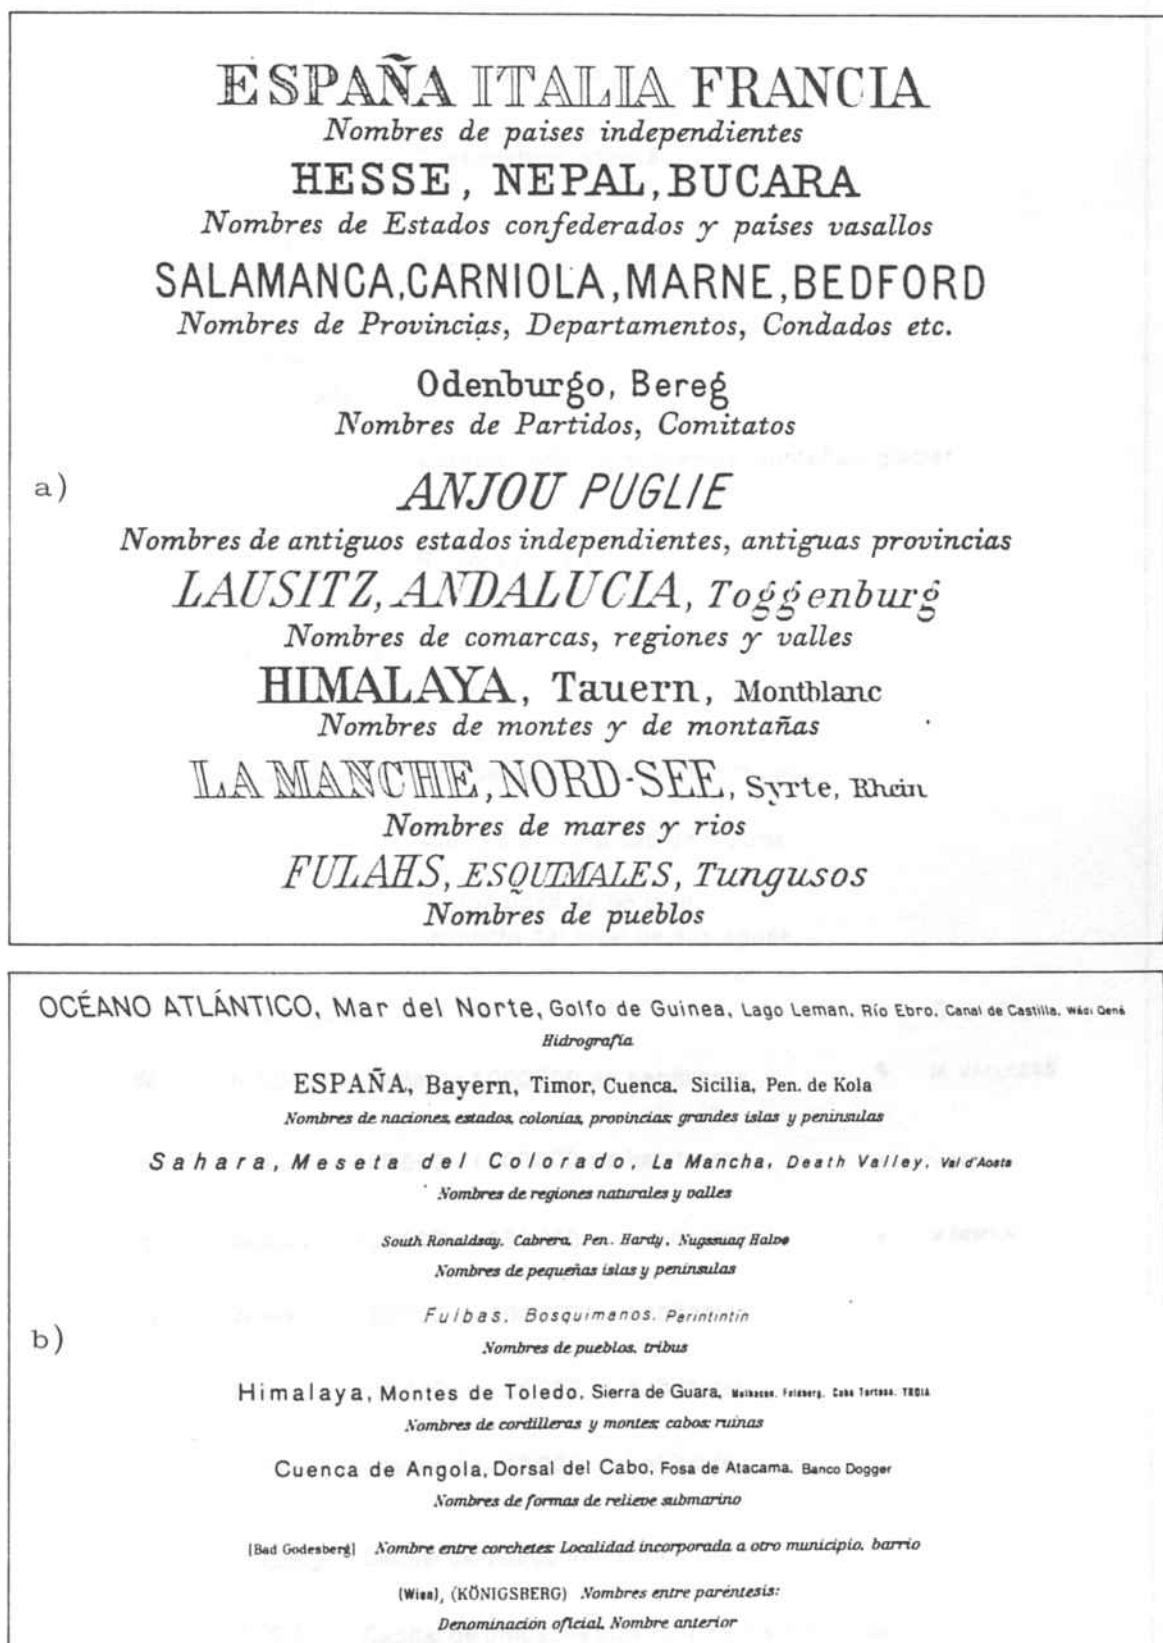 ESPAÑA ITALIA FRANCIA
Nombres de paises independientes
HESSE, NEPAL, BUCARA
Nombres de Estados confederados y países vasallos
SALAMANCA, CARNIOLA, MARNE, BEDFORD
Nombres de Provincias, Departamentos, Condados etc.
Odenburgo, Bereg
Nombres de Partidos, Comitatos
a)
ANJOU PUGLIE
Nombres de antiguos estados independientes, antiguas provincias
LAUSITZ, ANDALUCIA, Toggenburg
Nombres de comarcas, regiones y valles
HIMALAYA, Tauern, Montblanc
Nombres de montes y de montañas
LA MANCHE, NORD-SEE, Syrte, Rhein
Nombres de mares y rios
FULAHS, ESQUIMALES, Tungusos
Nombres de pueblos
OCÉANO ATLÁNTICO, Mar del Norte, Golfo de Guinea, Lago Leman, Río Ebro, Canal de Castilla, Wádi Qená
Hidrografía
ESPAÑA, Bayern, Timor, Cuenca, Sicilia, Pen. de Kola
Nombres de naciones, estados, colonias, provincias; grandes islas y peninsulas
Sahara, Meseta del Colorado, La Mancha, Death Valley, Val d'Aosta
Nombres de regiones naturales y valles
South Ronaldsay, Cabrera, Pen. Hardy, Nugssuaq Halvø
Nombres de pequeñas islas y peninsulas
Fulbas, Bosquimanos, Parintintín
b)
Nombres de pueblos, tribus
Himalaya, Montes de Toledo, Sierra de Guara, Mulhacen, Feldberg, Cabo Tortosa, TROIA
Nombres de cordilleras y montes; cabos; ruinas
Cuenca de Angola, Dorsal del Cabo, Fosa de Atacama, Banco Dogger
Nombres de formas de relieve submarino
[Bad Godesberg] Nombre entre corchetes: Localidad incorporada a otro municipio, barrio
(Wien), (KÖNIGSBERG) Nombres entre paréntesis:
Denominación oficial, Nombre anterior